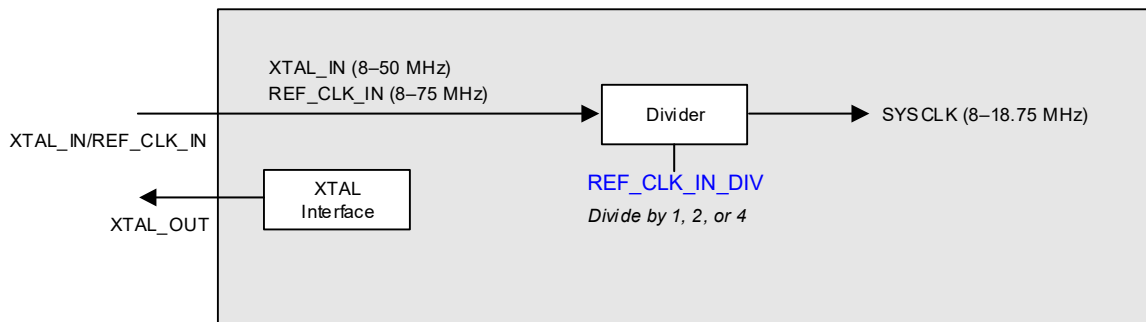 XTAL_IN (8–50 MHz)
REF_CLK_IN (8–75 MHz)
XTAL_IN/REF_CLK_IN
Divider
SYSCLK (8–18.75 MHz)
REF_CLK_IN_DIV
Divide by 1, 2, or 4
XTAL
Interface
XTAL_OUT